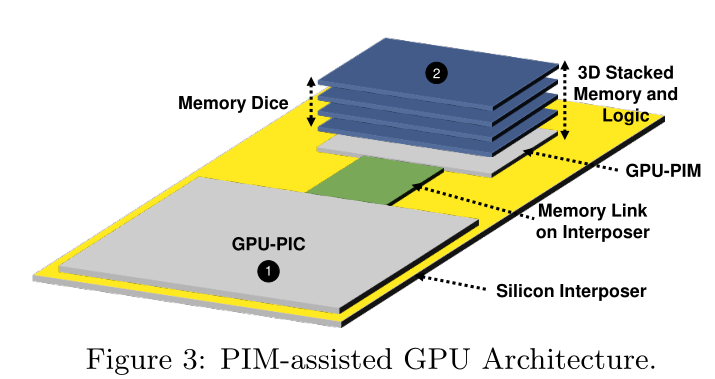 2
3D Stacked
Memory and
Logic
Memory Dice
GPU-PIM
Memory Link
on Interposer
GPU-PIC
1
Silicon Interposer
Figure 3: PIM-assisted GPU Architecture.